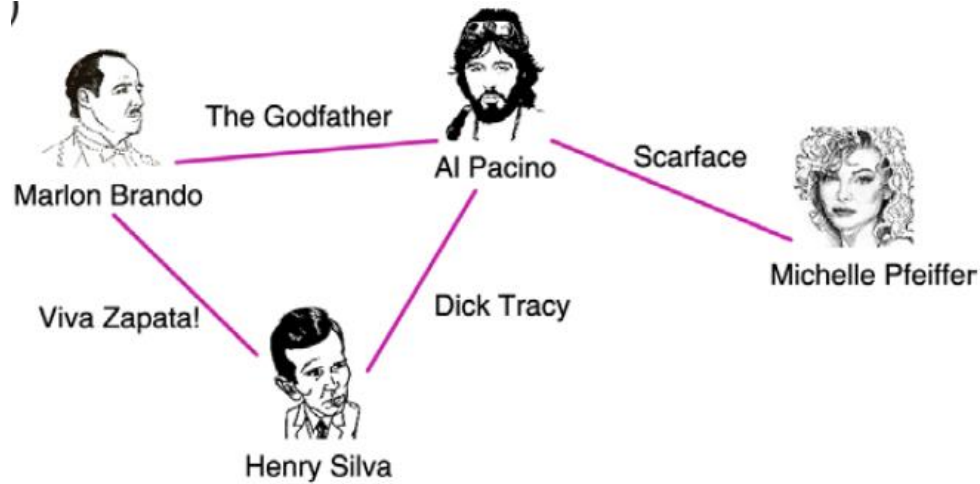 )
The Godfather
Al Pacino
Scarface
Marlon Brando
Michelle Pfeiffer
Viva Zapata!
Dick Tracy
Henry Silva